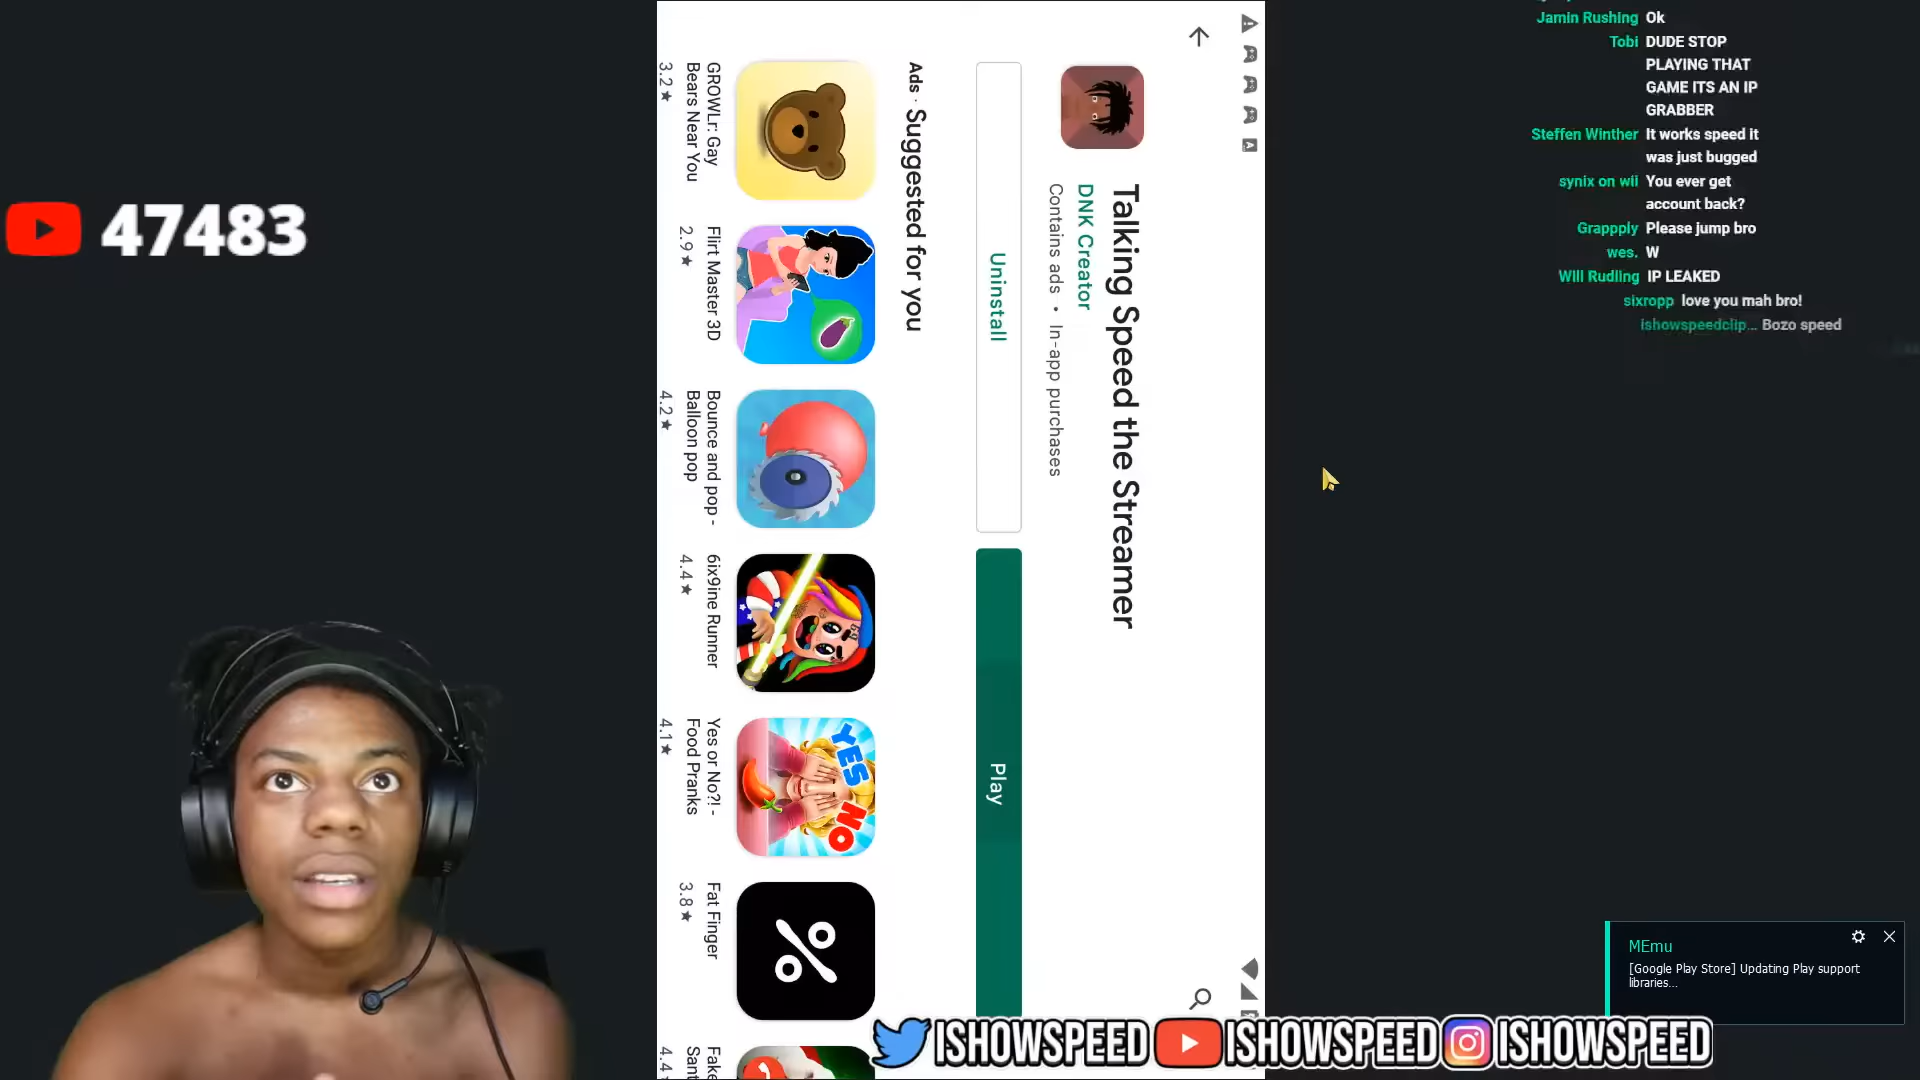 47483
Talking Speed the Streamer
DNK Creator
Contains ads • In-app purchases
Uninstall
Play
Ads · Suggested for you
GROWLr: Gay
Bears Near You
3.2★
Flirt Master 3D
2.9★
Bounce and pop -
Balloon pop
4.2★
6ix9ine Runner
4.4★
YES
NO
Yes or No?! -
Food Pranks
4.1★
Fat Finger
3.8★
Fake
Sant
4.4
Jamin Rushing Ok
Tobi DUDE STOP
PLAYING THAT
GAME ITS AN IP
GRABBER
Steffen Winther It works speed it
was just bugged
synix on wii You ever get
account back?
Grappply Please jump bro
wes. W
Will Rudling IP LEAKED
sixropp love you mah bro!
ishowspeedclip... Bozo speed
MEmu
[Google Play Store] Updating Play support
libraries...
ISHOWSPEED ISHOWSPEED ISHOWSPEED